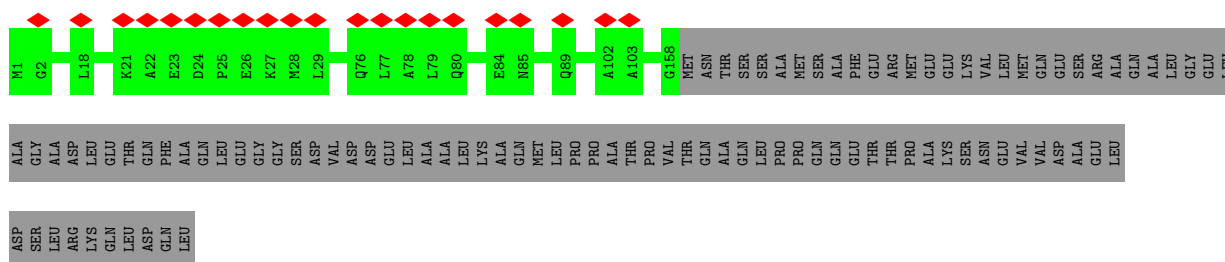 M1 G2 L18 K21 A22 E23 D24 P25 E26 K27 M28 L29 Q76 L77 A78 L79 Q80 E84 N85 Q89 A102 A103 G158 MET ASN THR SER SER ALA MET SER ALA PHE GLU ARG MET GLU GLU LYS VAL LEU MET GLN GLU SER ARG ALA GLN ALA LEU GLY GLU LEU
ALA GLY ALA ASP LEU GLU THR GLN PHE ALA GLN LEU GLU GLY GLY SER ASP VAL ASP ASP GLU LEU ALA ALA LEU LYS ALA GLN MET LEU PRO PRO ALA THR PRO VAL THR GLN ALA GLN LEU PRO PRO GLN GLN GLU THR THR PRO ALA LYS SER ASN GLU VAL VAL ASP ALA GLU LEU
ASP SER LEU ARG LYS GLN LEU ASP GLN LEU